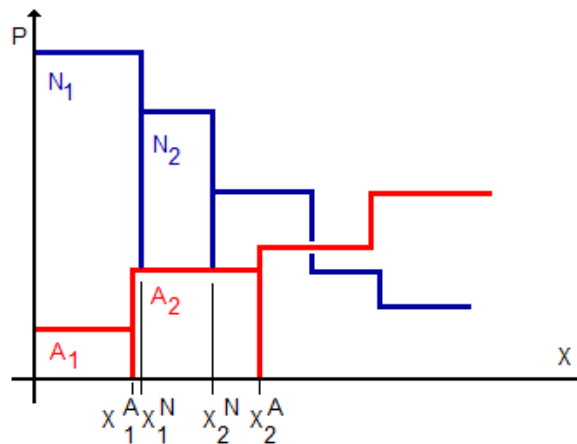 P
N₁
N₂
A₂
A₁
X
X₁ᴬ X₁ᴺ X₂ᴺ X₂ᴬ